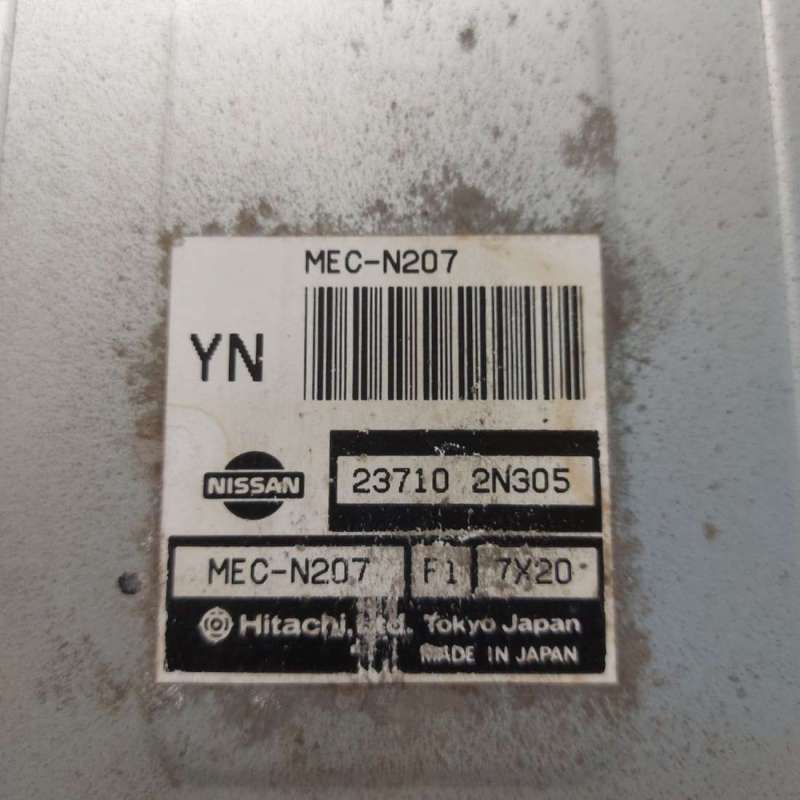 MEC-N207
YN
NISSAN
23710 2N305
MEC-N207 F1 7X20
Hitachi, Ltd. Tokyo Japan
MADE IN JAPAN